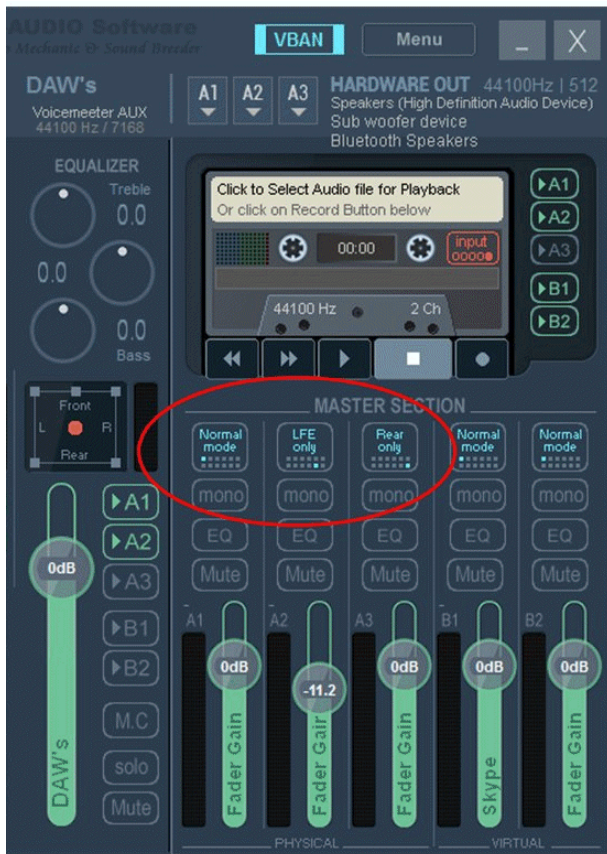 AUDIO Software
Mechanic & Sound Breeder
VBAN
Menu
_
X
DAW's
Voicemeeter AUX
44100 Hz / 7168
A1 A2 A3
HARDWARE OUT 44100Hz | 512
Speakers (High Definition Audio Device)
Sub woofer device
Bluetooth Speakers
EQUALIZER
Treble
0.0
0.0
0.0
Bass
Front
L R
Rear
0dB
A1
A2
A3
B1
B2
M.C
solo
Mute
DAW's
Click to Select Audio file for Playback
Or click on Record Button below
00:00
input
44100 Hz 2 Ch
A1
A2
A3
B1
B2
MASTER SECTION
Normal mode LFE only Rear only Normal mode Normal mode
mono mono mono mono mono
EQ EQ EQ EQ EQ
Mute Mute Mute Mute Mute
A1 A2 A3 B1 B2
0dB -11.2 0dB 0dB 0dB
Fader Gain Fader Gain Fader Gain Skype Fader Gain
PHYSICAL VIRTUAL